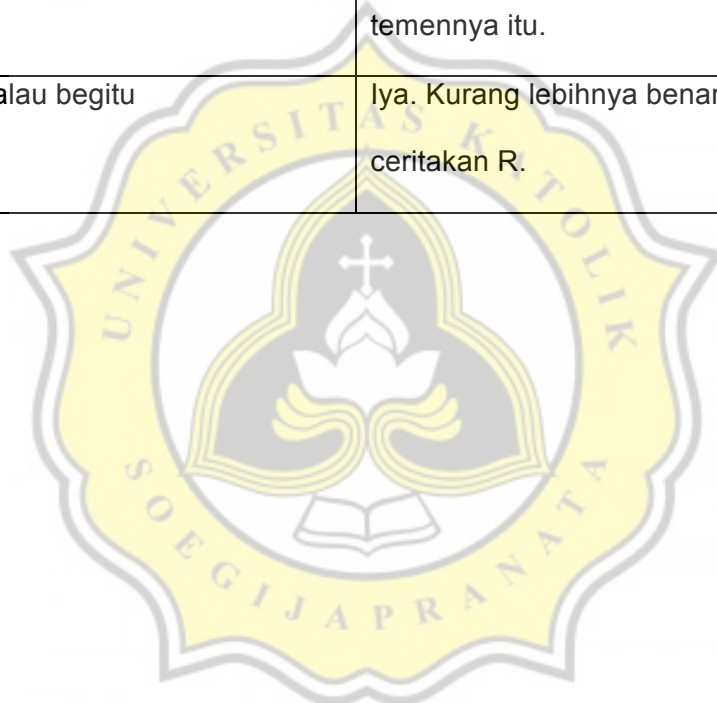 temennya itu.
alau begitu
Iya. Kurang lebihnya benar
ceritakan R.
UNIVERSITAS KATOLIK
SOEGIJAPRANATA